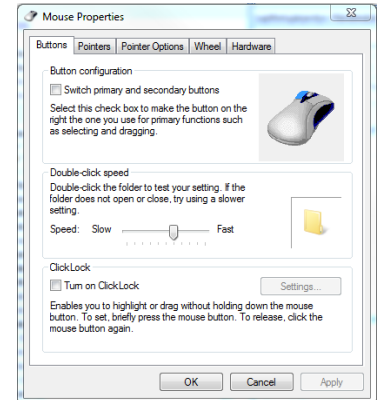 Mouse Properties
Buttons Pointers Pointer Options Wheel Hardware
Button configuration
Switch primary and secondary buttons
Select this check box to make the button on the
right the one you use for primary functions such
as selecting and dragging.
Double-click speed
Double-click the folder to test your setting. If the
folder does not open or close, try using a slower
setting.
Speed: Slow Fast
ClickLock
Turn on ClickLock
Settings...
Enables you to highlight or drag without holding down the mouse
button. To set, briefly press the mouse button. To release, click the
mouse button again.
OK Cancel Apply